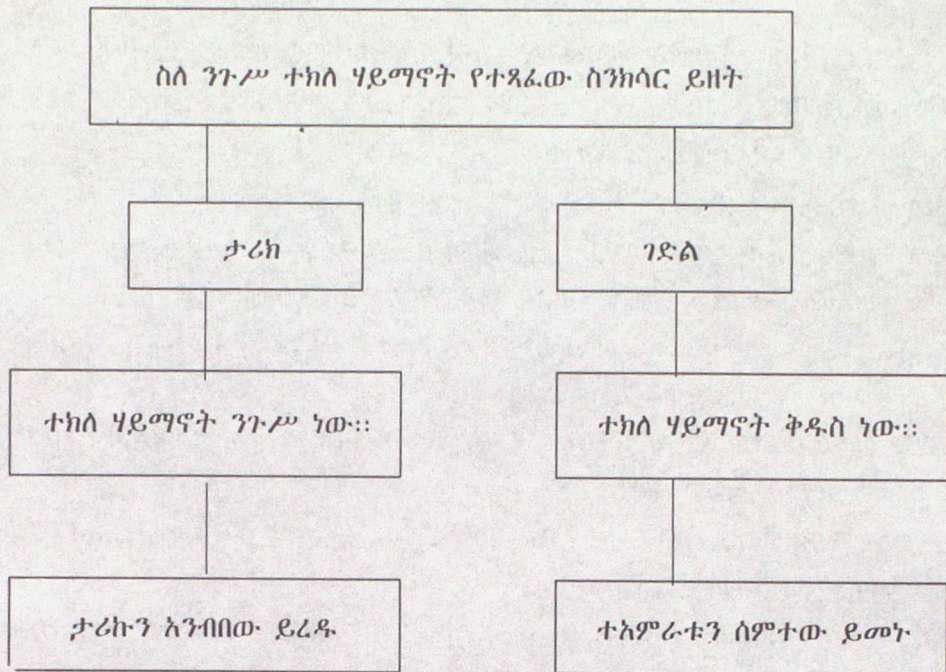 ስለ ንጉሥ ተክለ ሃይማኖት የተጻፈው ስንክሳር ይዘት
ታሪክ
ገድል
ተክለ ሃይማኖት ንጉሥ ነው።
ተክለ ሃይማኖት ቅዱስ ነው።
ታሪኩን አንብበው ይረዱ
ተአምራቱን ሰምተው ይመኑ